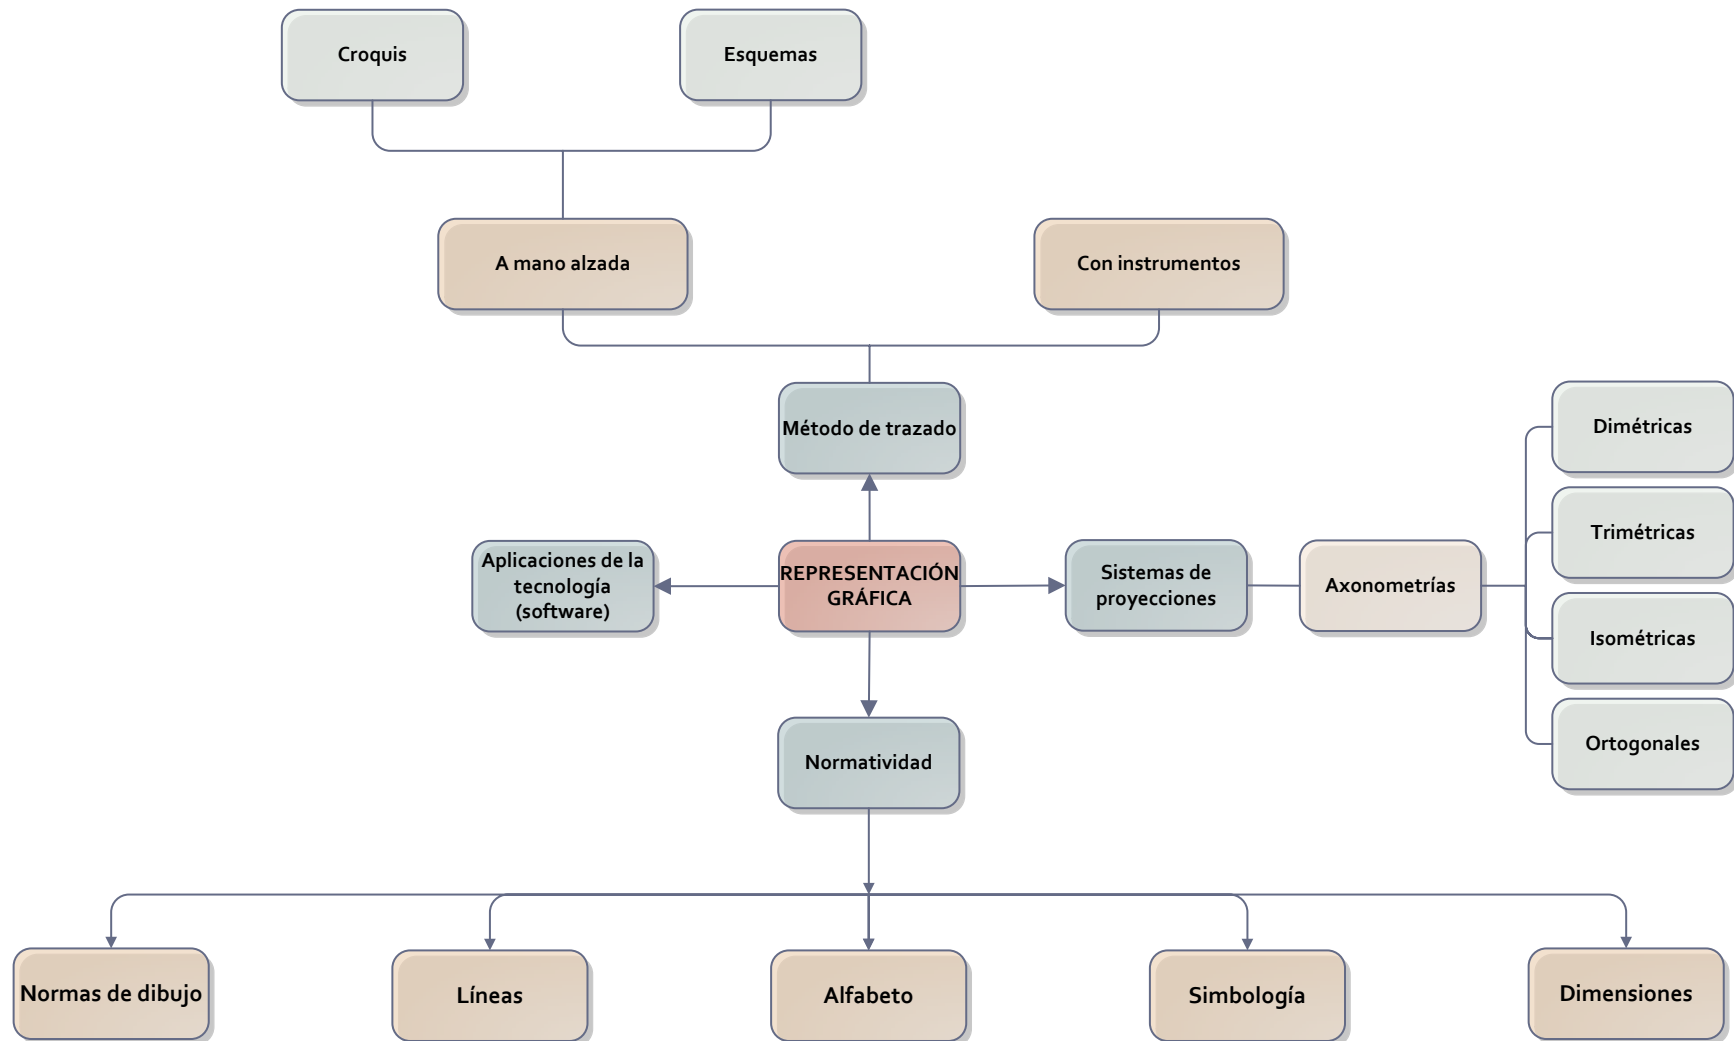 Croquis
Esquemas
A mano alzada
Con instrumentos
Método de trazado
Dimétricas
Trimétricas
Aplicaciones de la
tecnología
(software)
REPRESENTACIÓN
GRÁFICA
Sistemas de
proyecciones
Axonometrías
Isométricas
Ortogonales
Normatividad
Normas de dibujo
Líneas
Alfabeto
Simbología
Dimensiones